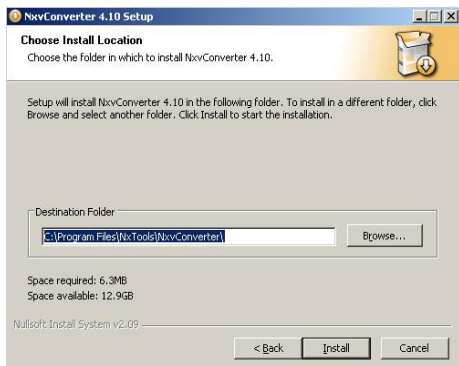 NxvConverter 4.10 Setup
Choose Install Location
Choose the folder in which to install NxvConverter 4.10.
Setup will install NxvConverter 4.10 in the following folder. To install in a different folder, click
Browse and select another folder. Click Install to start the installation.
Destination Folder
C:\Program Files\NxTools\NxvConverter\
Browse...
Space required: 6.3MB
Space available: 12.9GB
Nullsoft Install System v2.09
< Back Install Cancel